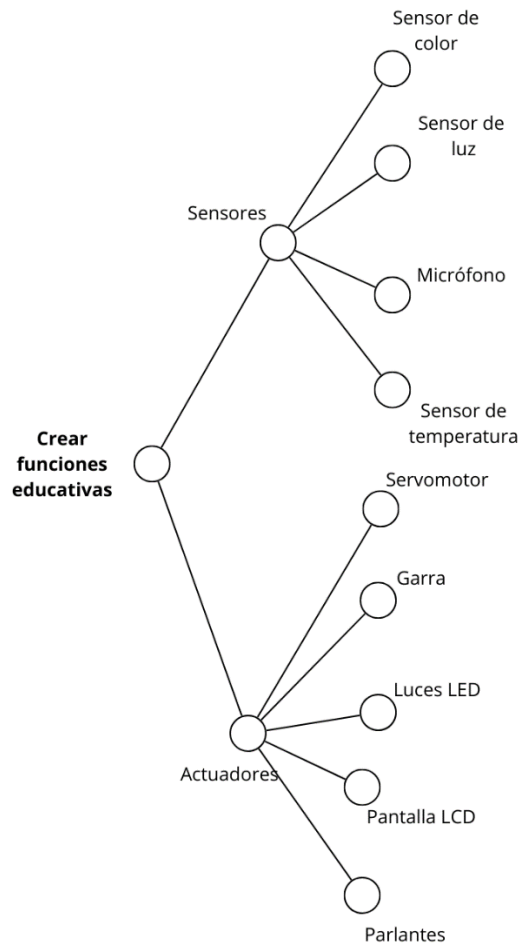 Sensor de
color
Sensor de
luz
Sensores
Micrófono
Sensor de
temperatura
Crear
funciones
educativas
Servomotor
Garra
Luces LED
Actuadores
Pantalla LCD
Parlantes